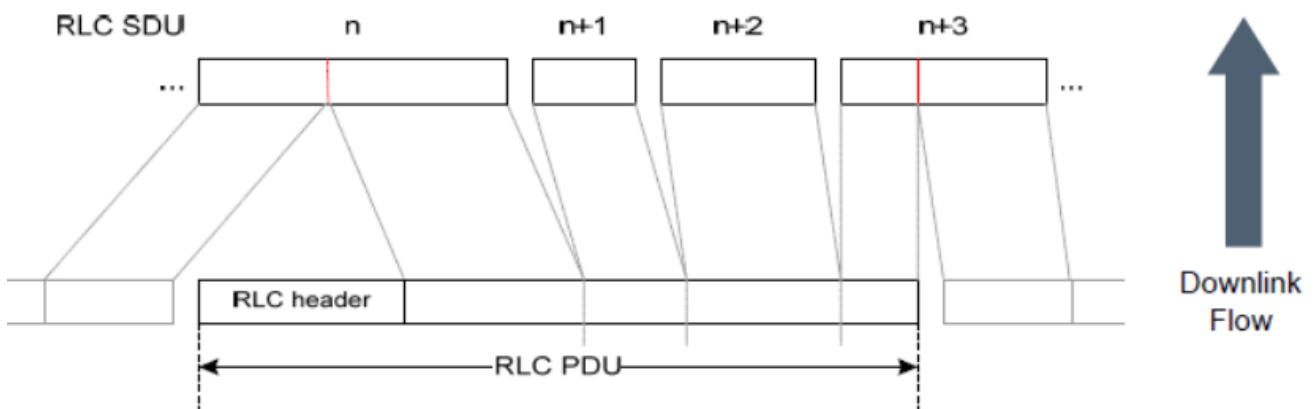 RLC SDU n n+1 n+2 n+3
... ...
RLC header
RLC PDU
Downlink
Flow